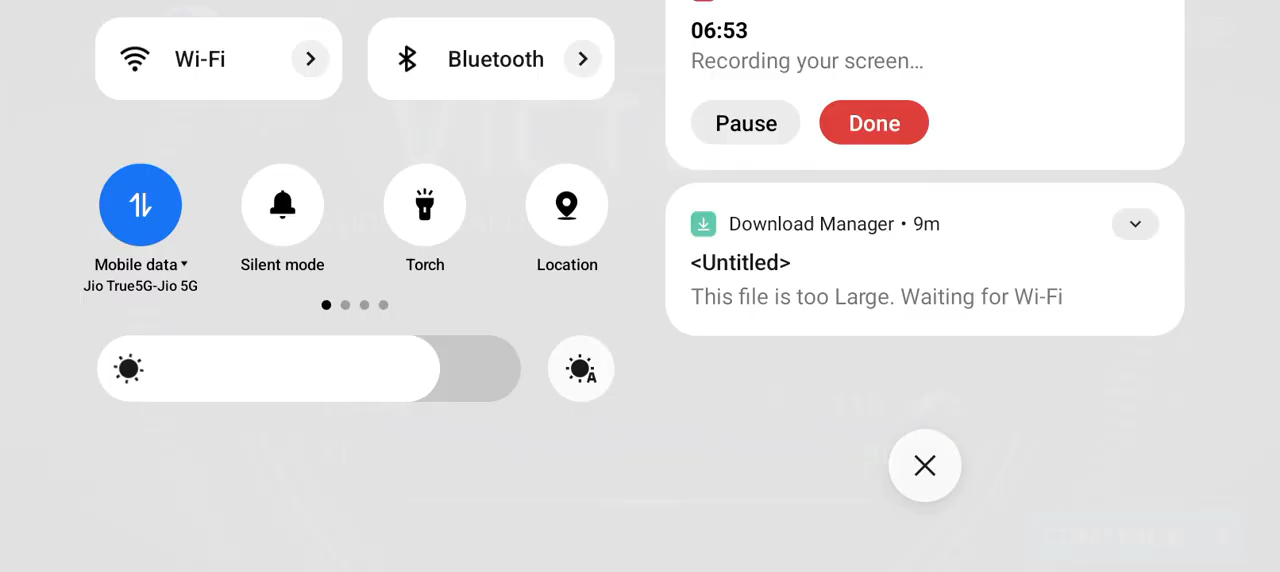 Wi-Fi
Bluetooth
Mobile data
Jio True5G-Jio 5G
Silent mode
Torch
Location
A
06:53
Recording your screen...
Pause
Done
Download Manager • 9m
<Untitled>
This file is too Large. Waiting for Wi-Fi